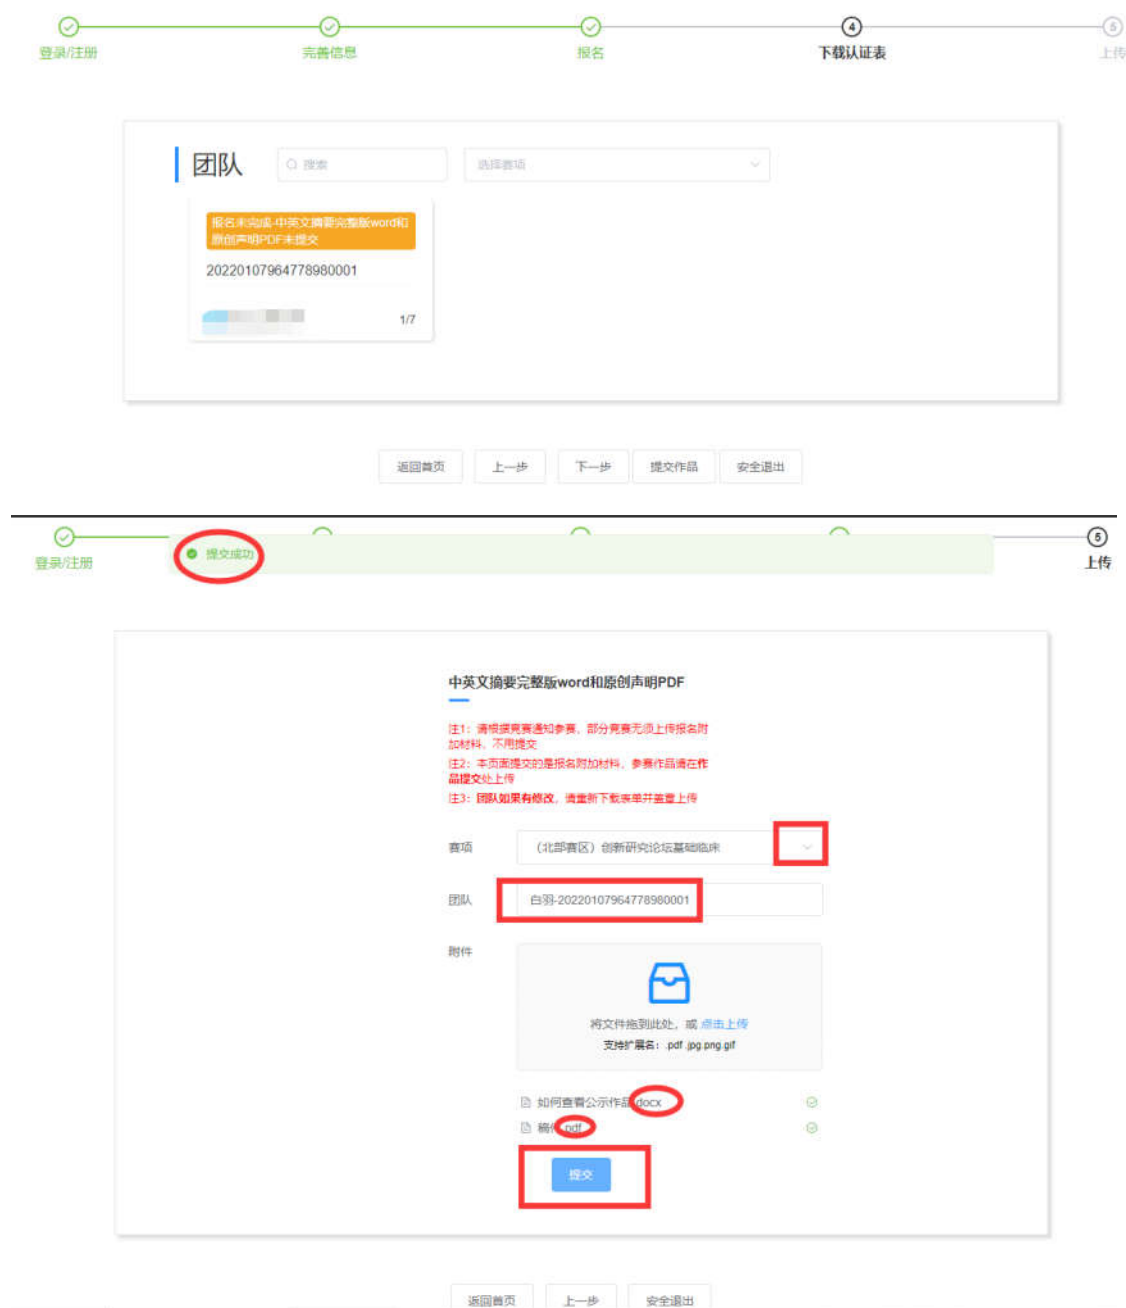 登录/注册
完善信息
报名
4
下载认证表
5
上传
团队
搜索
选择赛项
报名未完成-中英文摘要完整版word和
原创声明PDF未提交
20220107964778980001
1/7
返回首页
上一步
下一步
提交作品
安全退出
登录/注册
提交成功
5
上传
中英文摘要完整版word和原创声明PDF
注1：请根据竞赛通知参赛，部分竞赛无须上传报名附
加材料，不用提交
注2：本页面提交的是报名附加材料，参赛作品请在作
品提交处上传
注3：团队如果有修改，请重新下载表单并盖章上传
赛项
（北部赛区）创新研究论坛基础临床
团队
白羽-20220107964778980001
附件
将文件拖到此处，或 点击上传
支持扩展名：.pdf .jpg.png.gif
如何查看公示作品.docx
稿件.pdf
提交
返回首页
上一步
安全退出